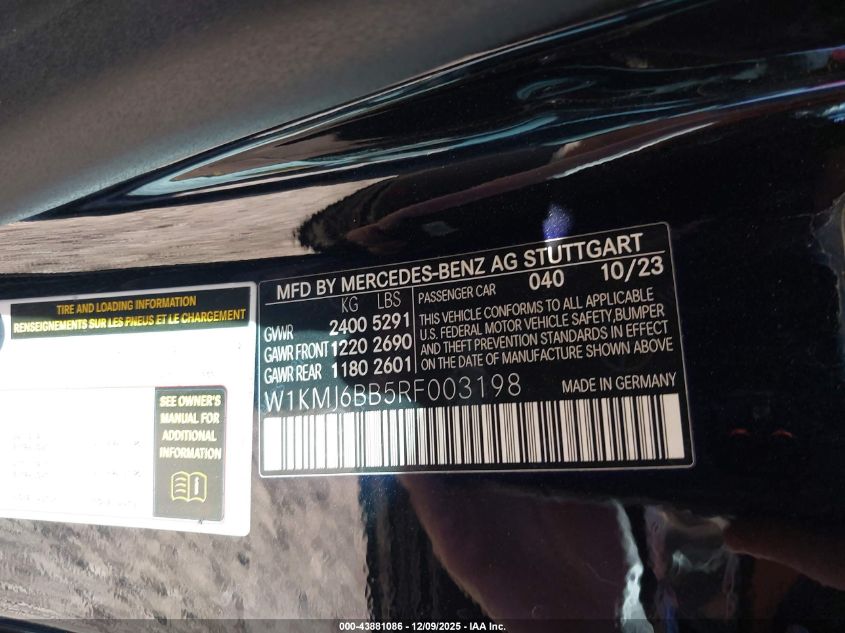 TIRE AND LOADING INFORMATION
RENSEIGNEMENTS SUR LES PNEUS ET LE CHARGEMENT
SEE OWNER'S
MANUAL FOR
ADDITIONAL
INFORMATION
MFD BY MERCEDES-BENZ AG STUTTGART
KG LBS
GVWR 2400 5291
GAWR FRONT 1220 2690
GAWR REAR 1180 2601
PASSENGER CAR 040 10/23
THIS VEHICLE CONFORMS TO ALL APPLICABLE
U.S. FEDERAL MOTOR VEHICLE SAFETY, BUMPER
AND THEFT PREVENTION STANDARDS IN EFFECT
ON THE DATE OF MANUFACTURE SHOWN ABOVE
W1KMJ6BB5RF003198
MADE IN GERMANY
000-43881086 - 12/09/2025 - IAA Inc.